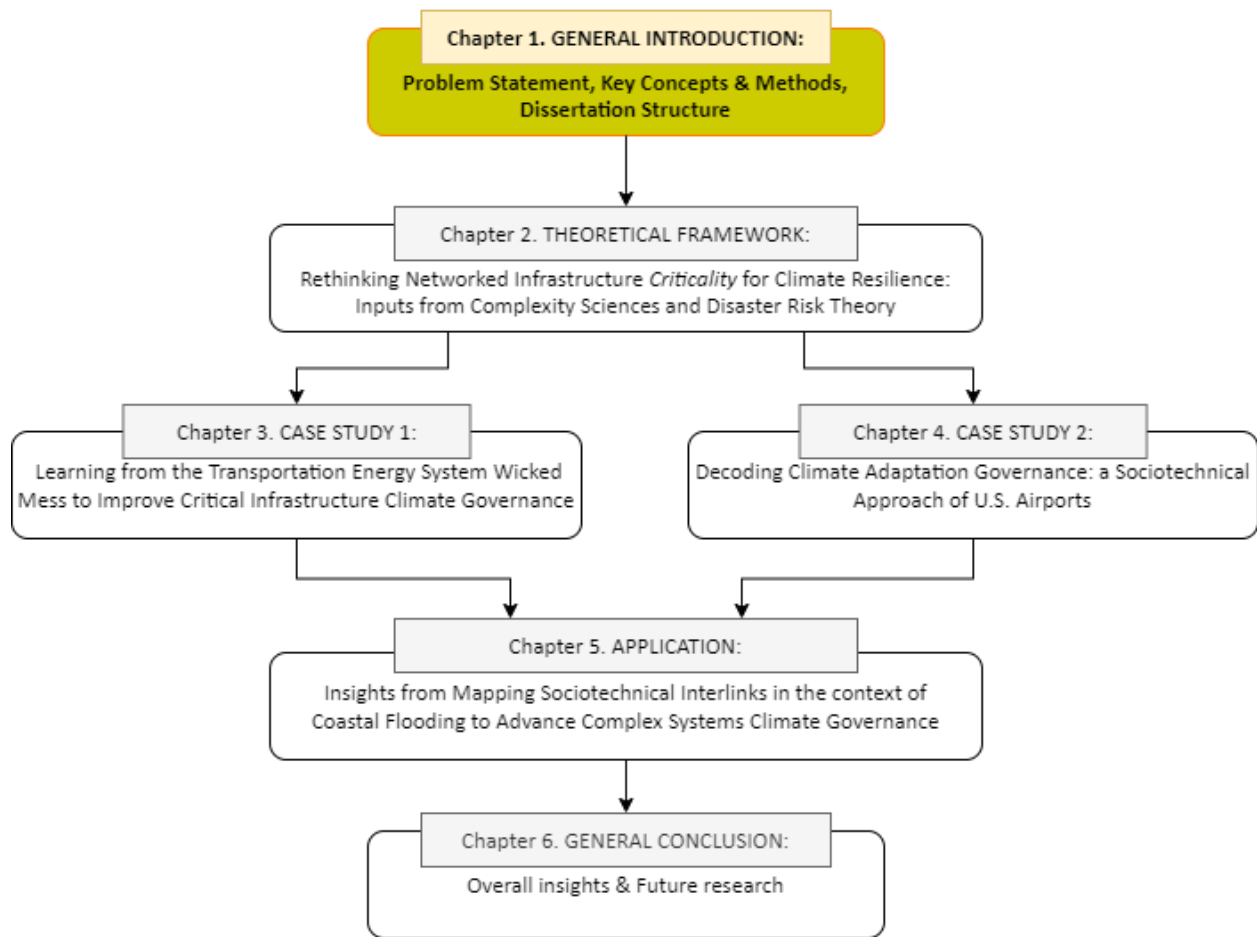 Chapter 1. GENERAL INTRODUCTION:
Problem Statement, Key Concepts & Methods,
Dissertation Structure
Chapter 2. THEORETICAL FRAMEWORK:
Rethinking Networked Infrastructure Criticality for Climate Resilience:
Inputs from Complexity Sciences and Disaster Risk Theory
Chapter 3. CASE STUDY 1:
Learning from the Transportation Energy System Wicked
Mess to Improve Critical Infrastructure Climate Governance
Chapter 4. CASE STUDY 2:
Decoding Climate Adaptation Governance: a Sociotechnical
Approach of U.S. Airports
Chapter 5. APPLICATION:
Insights from Mapping Sociotechnical Interlinks in the context of
Coastal Flooding to Advance Complex Systems Climate Governance
Chapter 6. GENERAL CONCLUSION:
Overall insights & Future research